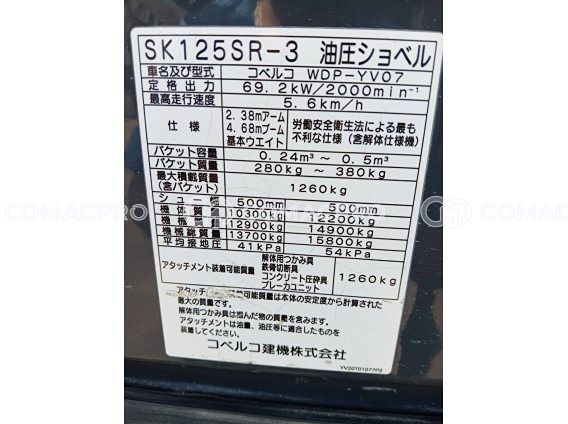 SK125SR-3 油圧ショベル
車名及び型式 コベルコ WDP-YV07
定格出力 69.2kW/2000min⁻¹
最高走行速度 5.6km/h
仕様 2.38mアーム 4.68mブーム 基本ウエイト 労働安全衛生法による最も不利な仕様(含解体仕様機)
バケット容量 0.24m³ ~ 0.5m³
バケット質量 280kg ~ 380kg
最大積載質量(含バケット) 1260kg
シュー幅 500mm 500mm
機体質量 10300kg 12200kg
機械質量 12900kg 14900kg
機械総質量 13700kg 15800kg
平均接地圧 41kPa 54kPa
アタッチメント装着可能質量 解体用つかみ具 鉄骨切断具 コンクリート圧砕具 ブレーカユニット 1260kg
アタッチ 可能質量は本体の安定度から計算された
最大の質量です。
解体用つかみ具は掴んだ物の質量を含みます。
アタッチメントは油量、油圧等に適合したものを
装着してください。
コベルコ建機株式会社
YV20T01077P2
COMACPRO